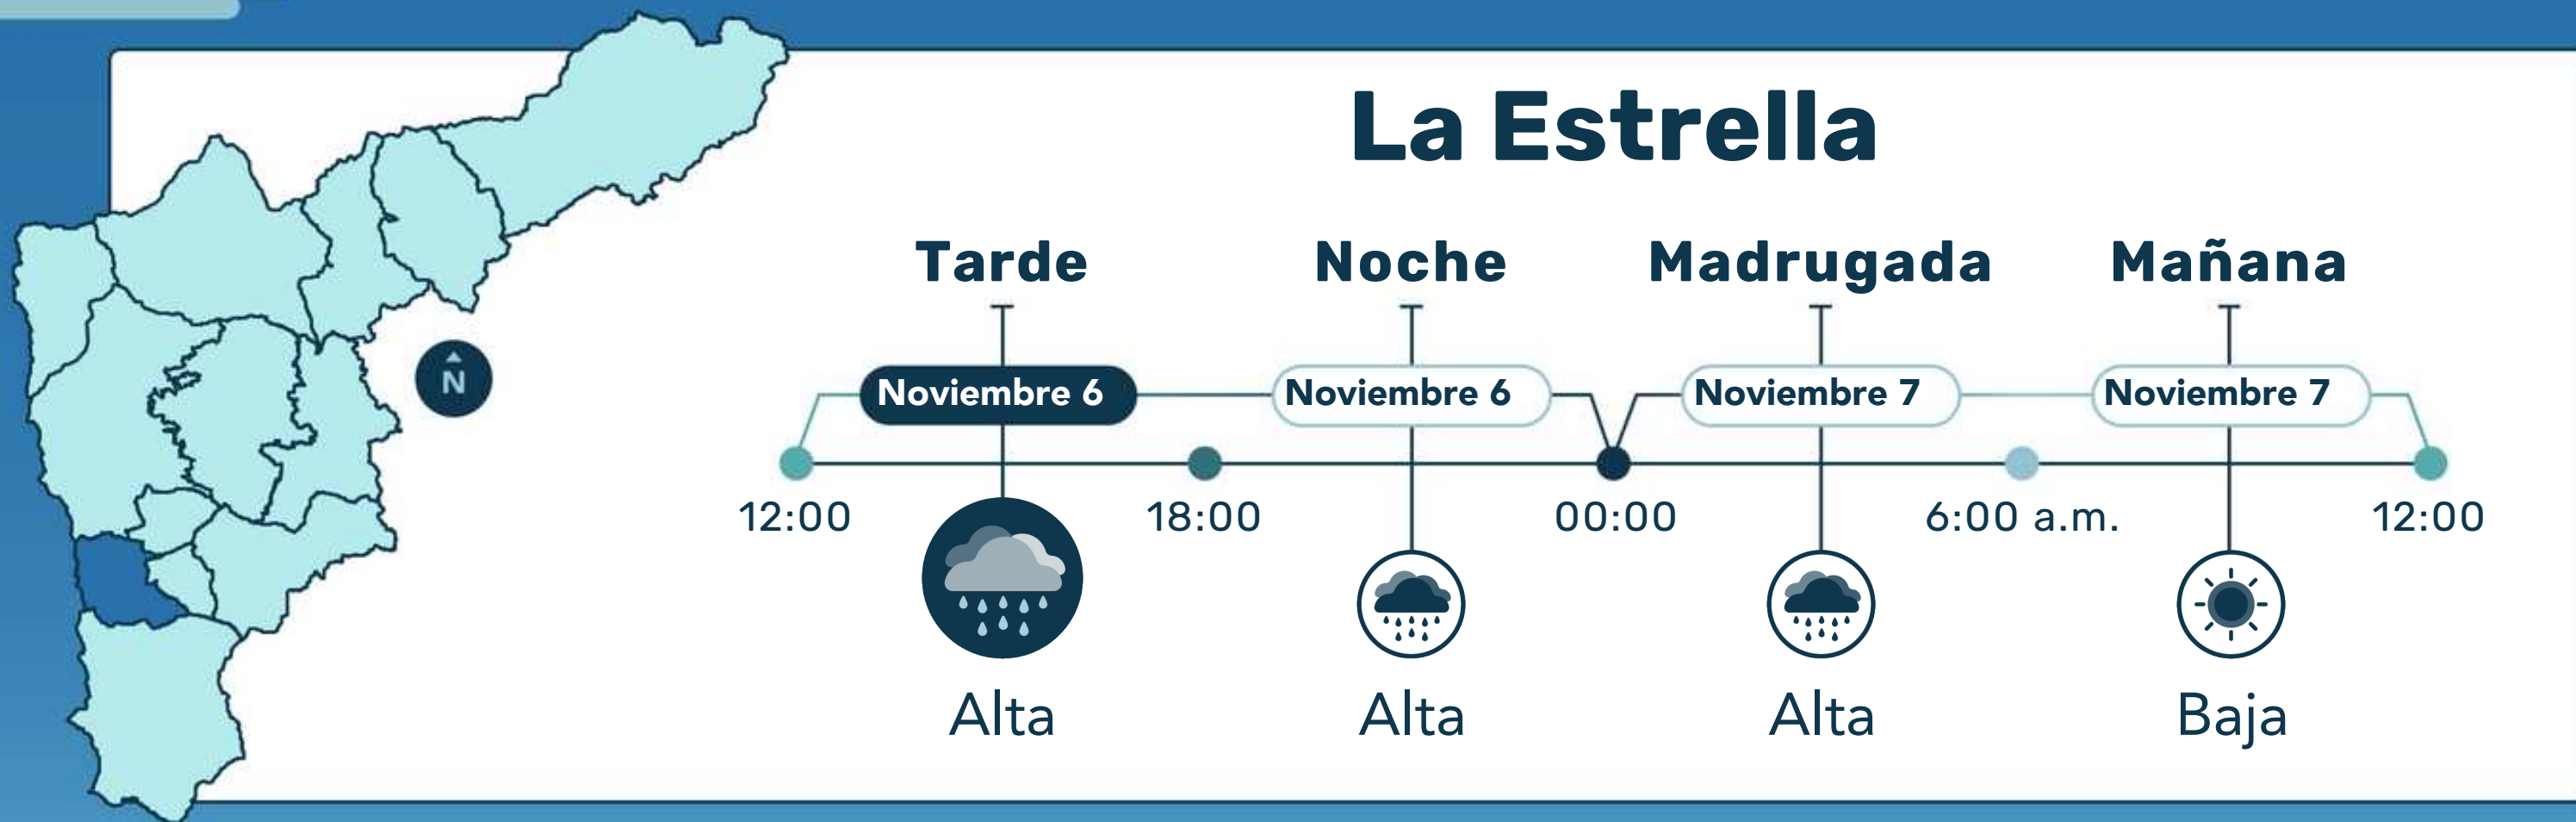 La Estrella
Tarde Noche Madrugada Mañana
Noviembre 6 Noviembre 6 Noviembre 7 Noviembre 7
N
12:00 18:00 00:00 6:00 a.m. 12:00
Alta Alta Alta Baja